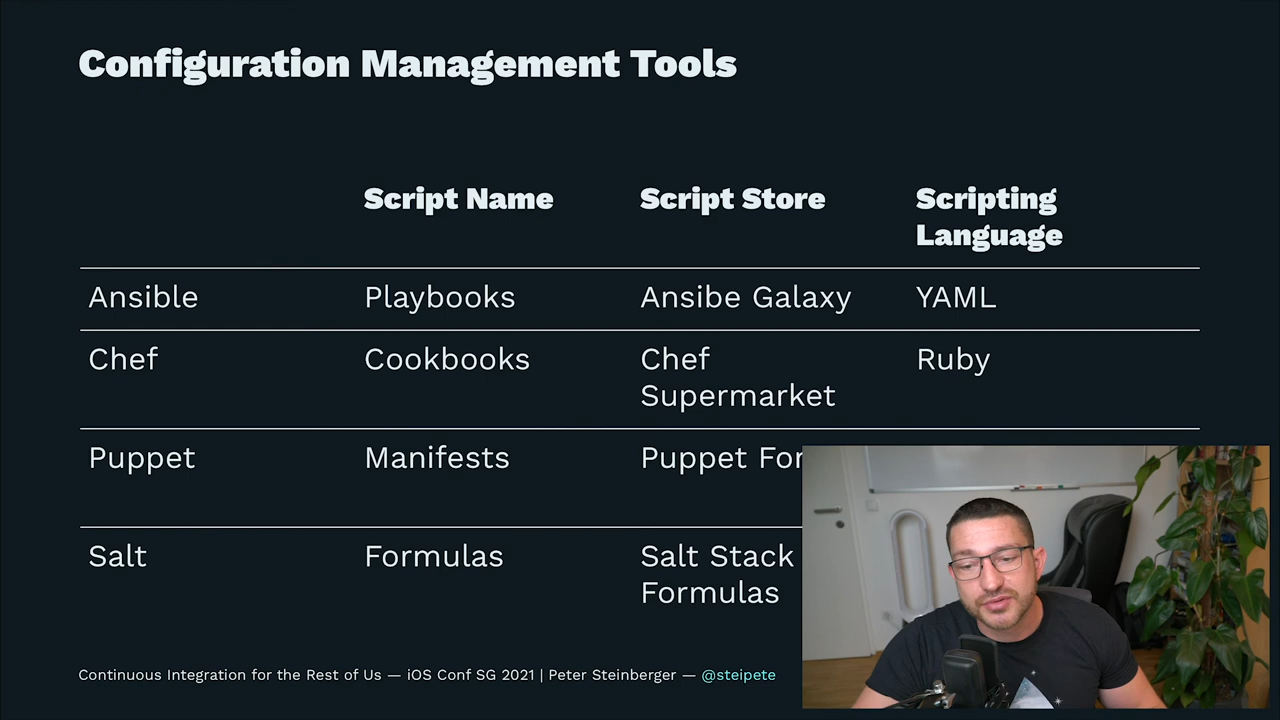 Configuration Management Tools
Script Name Script Store Scripting
Language
Ansible Playbooks Ansibe Galaxy YAML
Chef Cookbooks Chef Ruby
Supermarket
Puppet Manifests Puppet
Salt Formulas Salt Stack
Formulas
Continuous Integration for the Rest of Us — iOS Conf SG 2021 | Peter Steinberger — @steipete